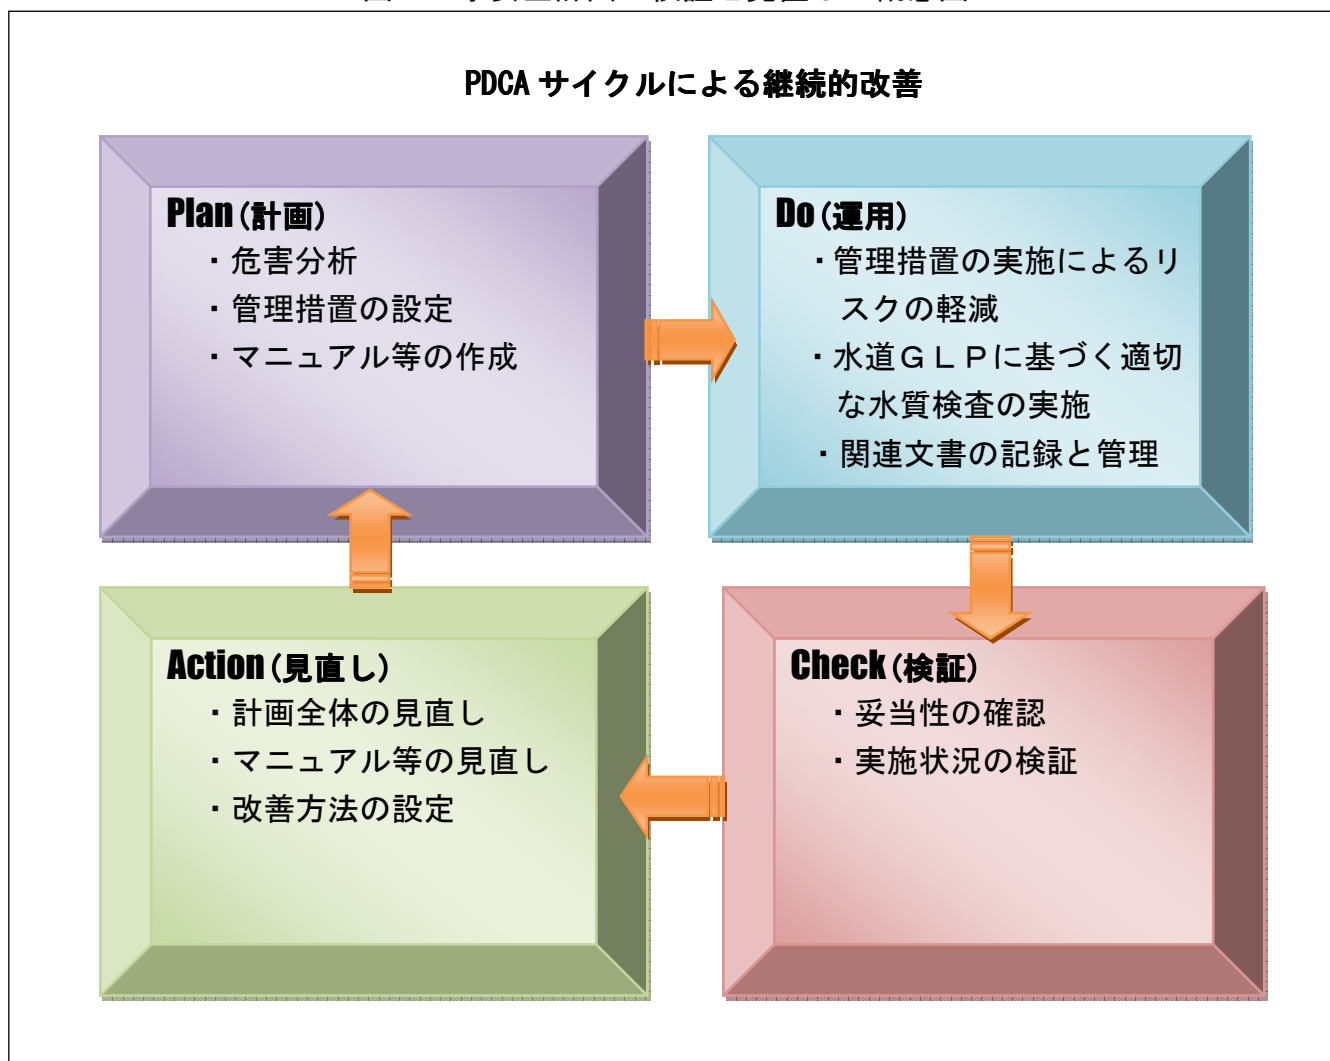 PDCA サイクルによる継続的改善
Plan(計画)
・危害分析
・管理措置の設定
・マニュアル等の作成
Do(運用)
・管理措置の実施によるリ
スクの軽減
・水道GLPに基づく適切
な水質検査の実施
・関連文書の記録と管理
Action(見直し)
・計画全体の見直し
・マニュアル等の見直し
・改善方法の設定
Check(検証)
・妥当性の確認
・実施状況の検証